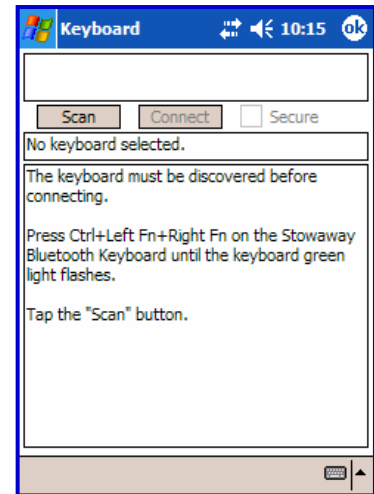 Keyboard 10:15 ok
Scan Connect Secure
No keyboard selected.
The keyboard must be discovered before
connecting.
Press Ctrl+Left Fn+Right Fn on the Stowaway
Bluetooth Keyboard until the keyboard green
light flashes.
Tap the "Scan" button.